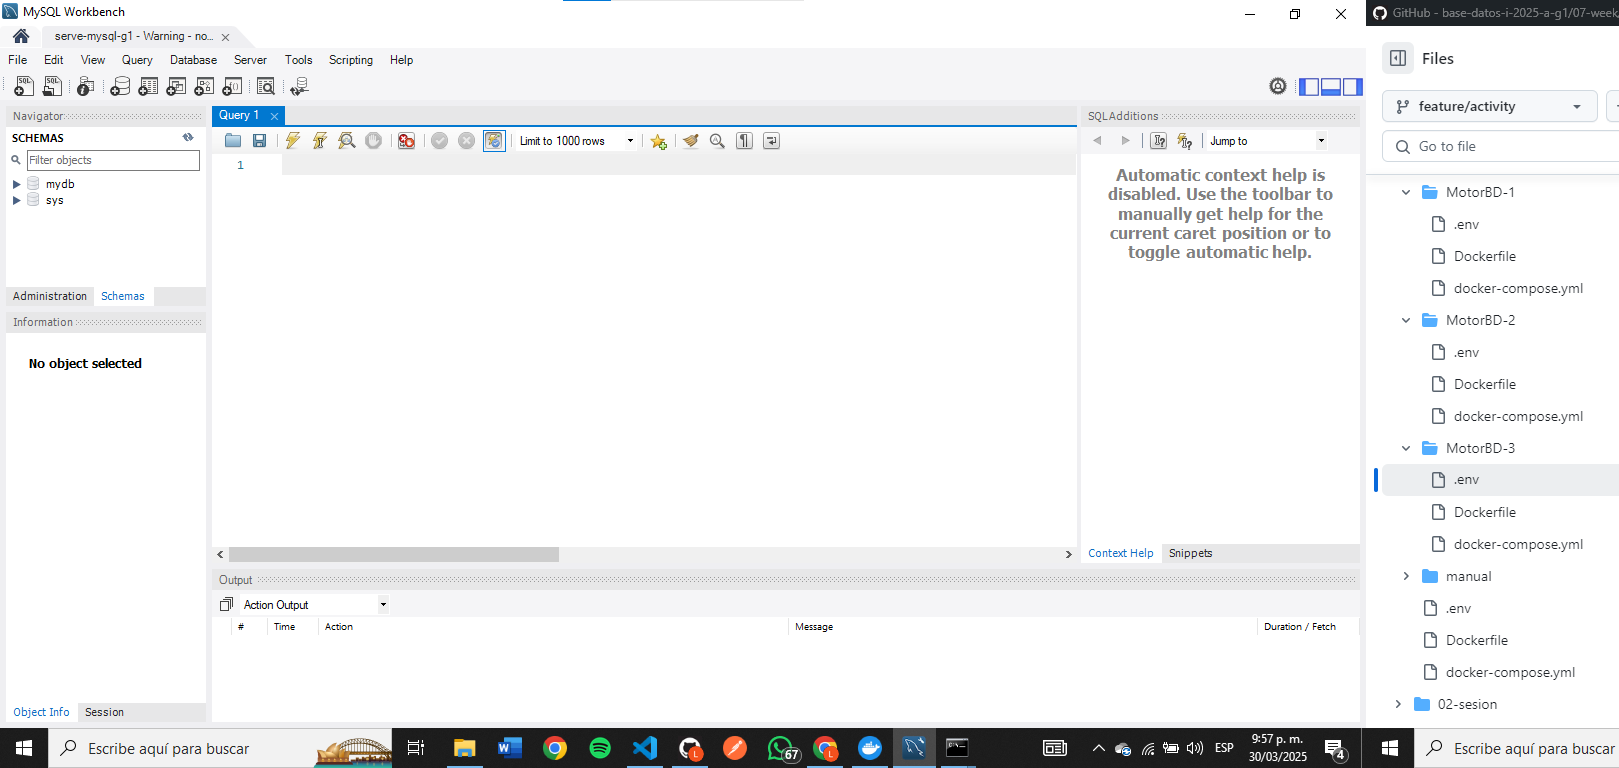 MySQL Workbench
serve-mysql-g1 - Warning - no...
File Edit View Query Database Server Tools Scripting Help
Navigator
SCHEMAS
Filter objects
mydb
sys
Administration Schemas
Information
No object selected
Object Info Session
Query 1
Limit to 1000 rows
1
SQLAdditions
Jump to
Automatic context help is
disabled. Use the toolbar to
manually get help for the
current caret position or to
toggle automatic help.
Context Help Snippets
Output
Action Output
# Time Action Message Duration / Fetch
GitHub - base-datos-i-2025-a-g1/07-week
Files
feature/activity
Go to file
MotorBD-1
.env
Dockerfile
docker-compose.yml
MotorBD-2
.env
Dockerfile
docker-compose.yml
MotorBD-3
.env
Dockerfile
docker-compose.yml
manual
.env
Dockerfile
docker-compose.yml
02-sesion
Escribe aquí para buscar
67
ESP
9:57 p. m.
30/03/2025
4
Escribe aquí para buscar